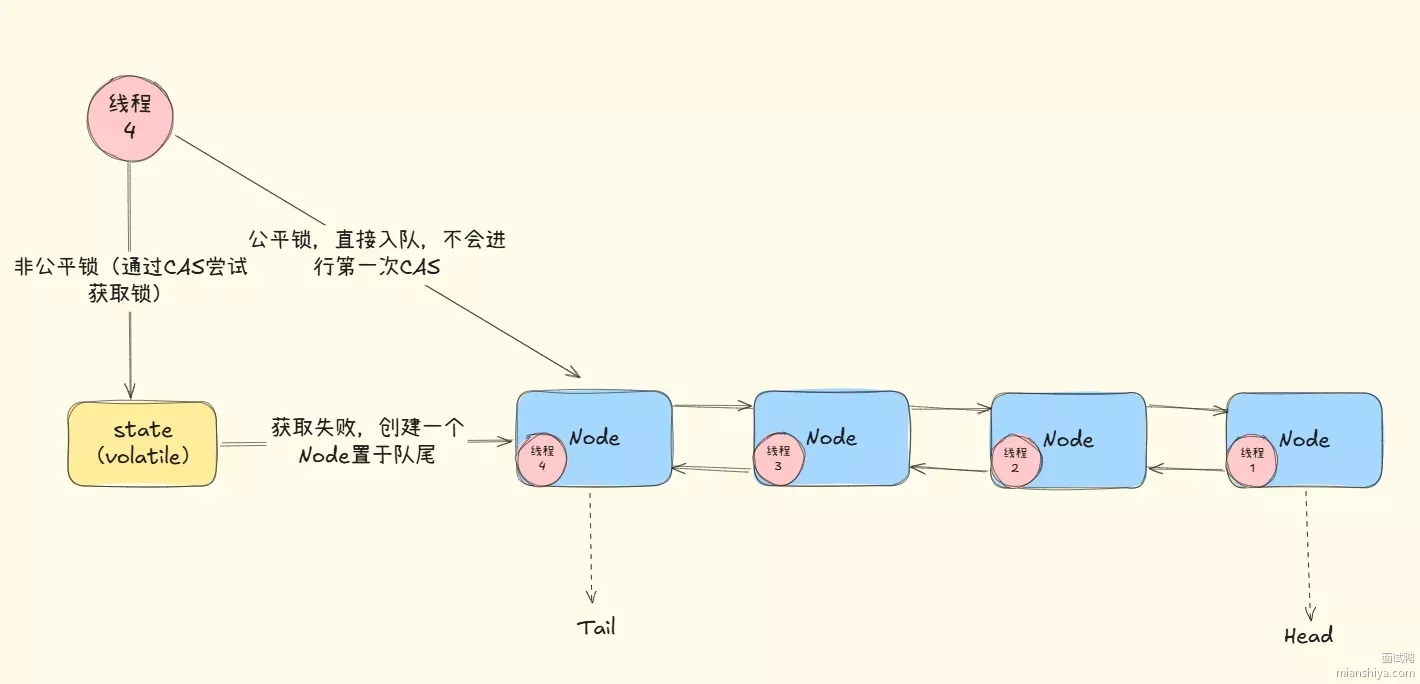 线程
4
公平锁，直接入队，不会进
行第一次CAS
非公平锁（通过CAS尝试
获取锁）
state
(volatile)
获取失败，创建一个
Node置于队尾
Node
线程
4
Node
线程
3
Node
线程
2
Node
线程
1
Tail
Head
面试鸭
mianshiya.com